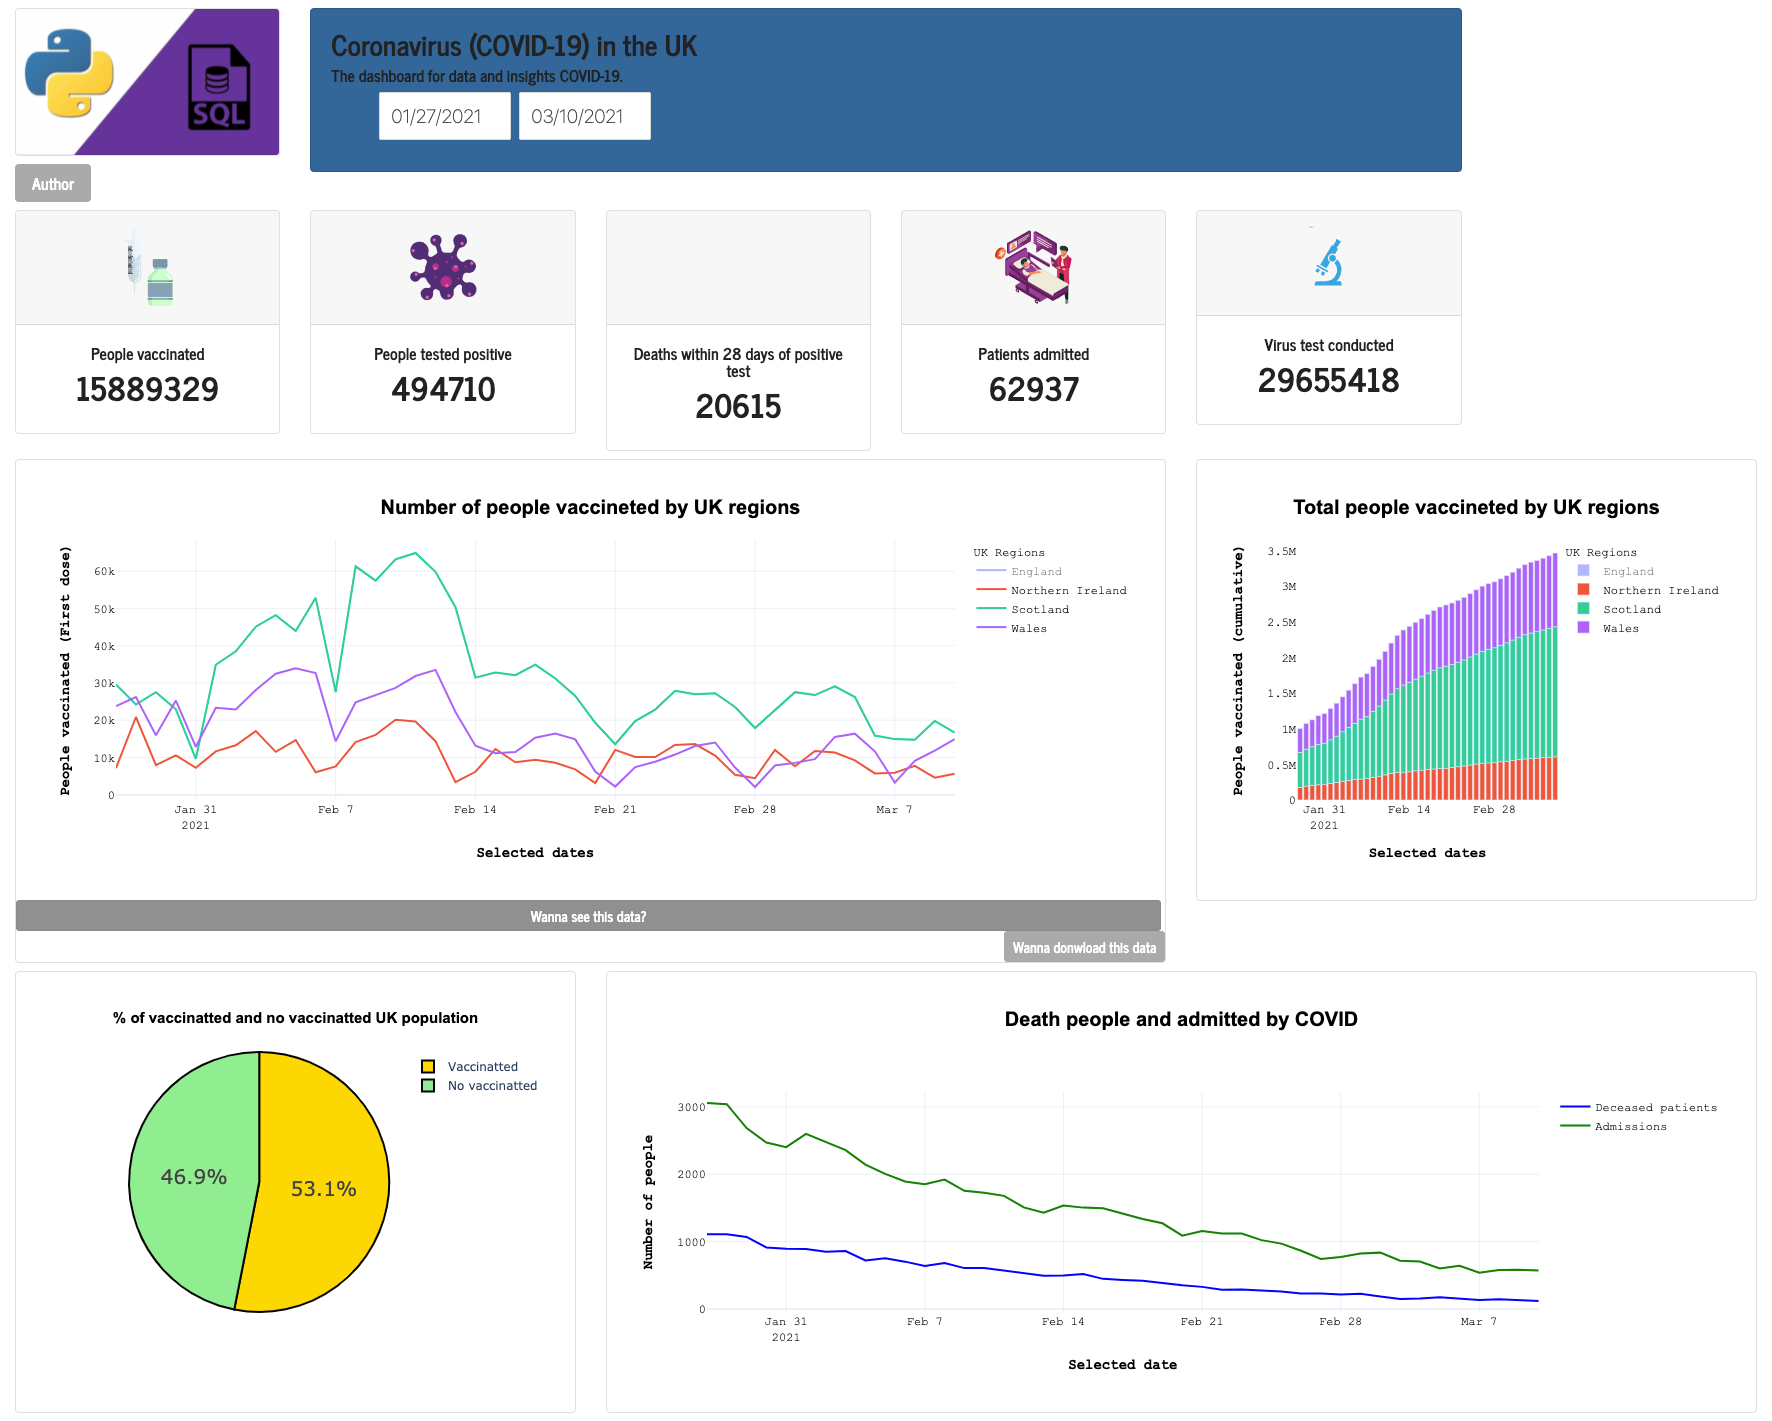 SQL
Coronavirus (COVID-19) in the UK
The dashboard for data and insights COVID-19.
01/27/2021 03/10/2021
Author
People vaccinated
15889329
People tested positive
494710
Deaths within 28 days of positive
test
20615
Patients admitted
62937
Virus test conducted
29655418
Number of people vaccineted by UK regions
People vaccinated (First dose)
60k
50k
40k
30k
20k
10k
0
Jan 31
2021
Feb 7
Feb 14
Feb 21
Feb 28
Mar 7
Selected dates
UK Regions
England
Northern Ireland
Scotland
Wales
Total people vaccineted by UK regions
People vaccinated (cumulative)
3.5M
3M
2.5M
2M
1.5M
1M
0.5M
0
Jan 31
2021
Feb 14
Feb 28
Selected dates
UK Regions
England
Northern Ireland
Scotland
Wales
Wanna see this data?
Wanna donwload this data
% of vaccinatted and no vaccinatted UK population
Vaccinatted
No vaccinatted
46.9%
53.1%
Death people and admitted by COVID
Number of people
3000
2000
1000
0
Jan 31
2021
Feb 7
Feb 14
Feb 21
Feb 28
Mar 7
Selected date
Deceased patients
Admissions